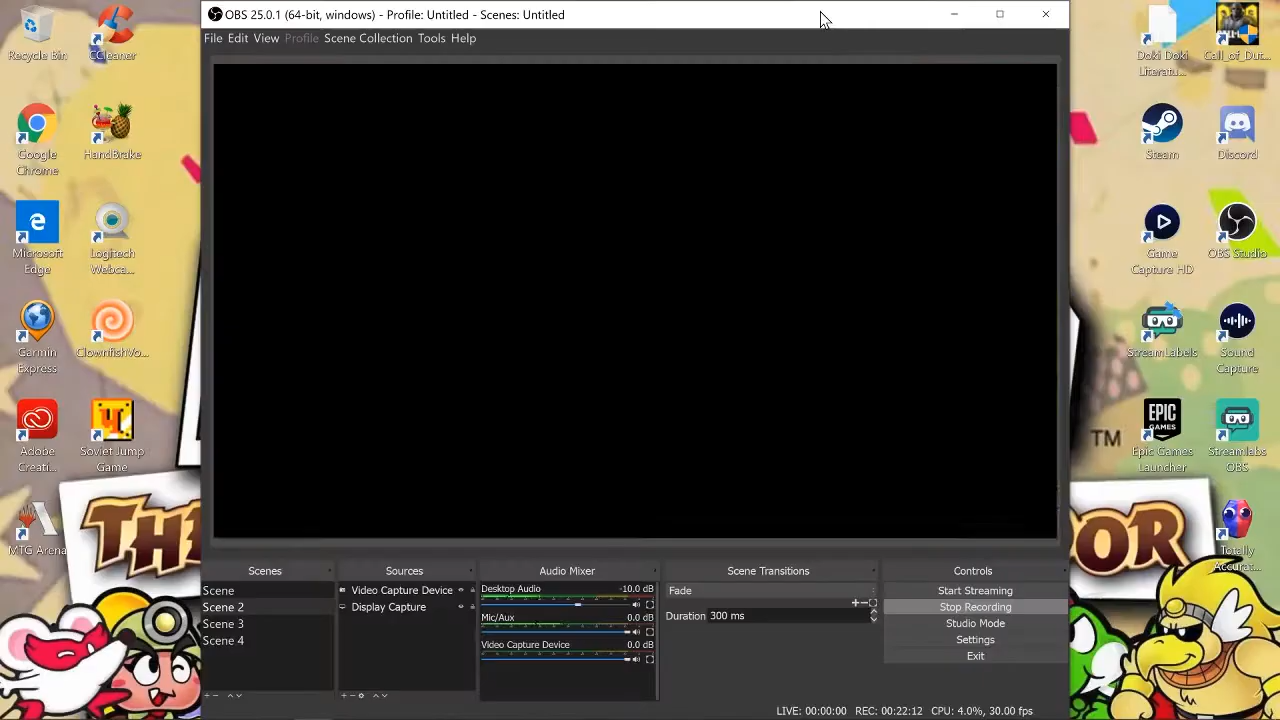 OBS 25.0.1 (64-bit, windows) - Profile: Untitled - Scenes: Untitled
File Edit View Profile Scene Collection Tools Help
Recycle Bin
CCleaner
Google
Chrome
HandBrake
Microsoft
Edge
Logitech
Webca...
Garmin
Express
ClownfishVo...
Adobe
Creati...
Soviet Jump
Game
MTG Arena
Doki Doki
Literatu...
Call_of_Dut...
Steam
Discord
Game
Capture HD
OBS Studio
StreamLabels
Sound
Capture
EPIC
GAMES
Epic Games
Launcher
Streamlabs
OBS
Totally
Accurat...
TM
TH
OR
Scenes
Scene
Scene 2
Scene 3
Scene 4
Sources
Video Capture Device
Display Capture
Audio Mixer
Desktop Audio -10.0 dB
Mic/Aux 0.0 dB
Video Capture Device 0.0 dB
Scene Transitions
Fade
Duration 300 ms
Controls
Start Streaming
Stop Recording
Studio Mode
Settings
Exit
LIVE: 00:00:00 REC: 00:22:12 CPU: 4.0%, 30.00 fps